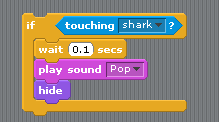 if touching shark ?
wait 0.1 secs
play sound Pop
hide